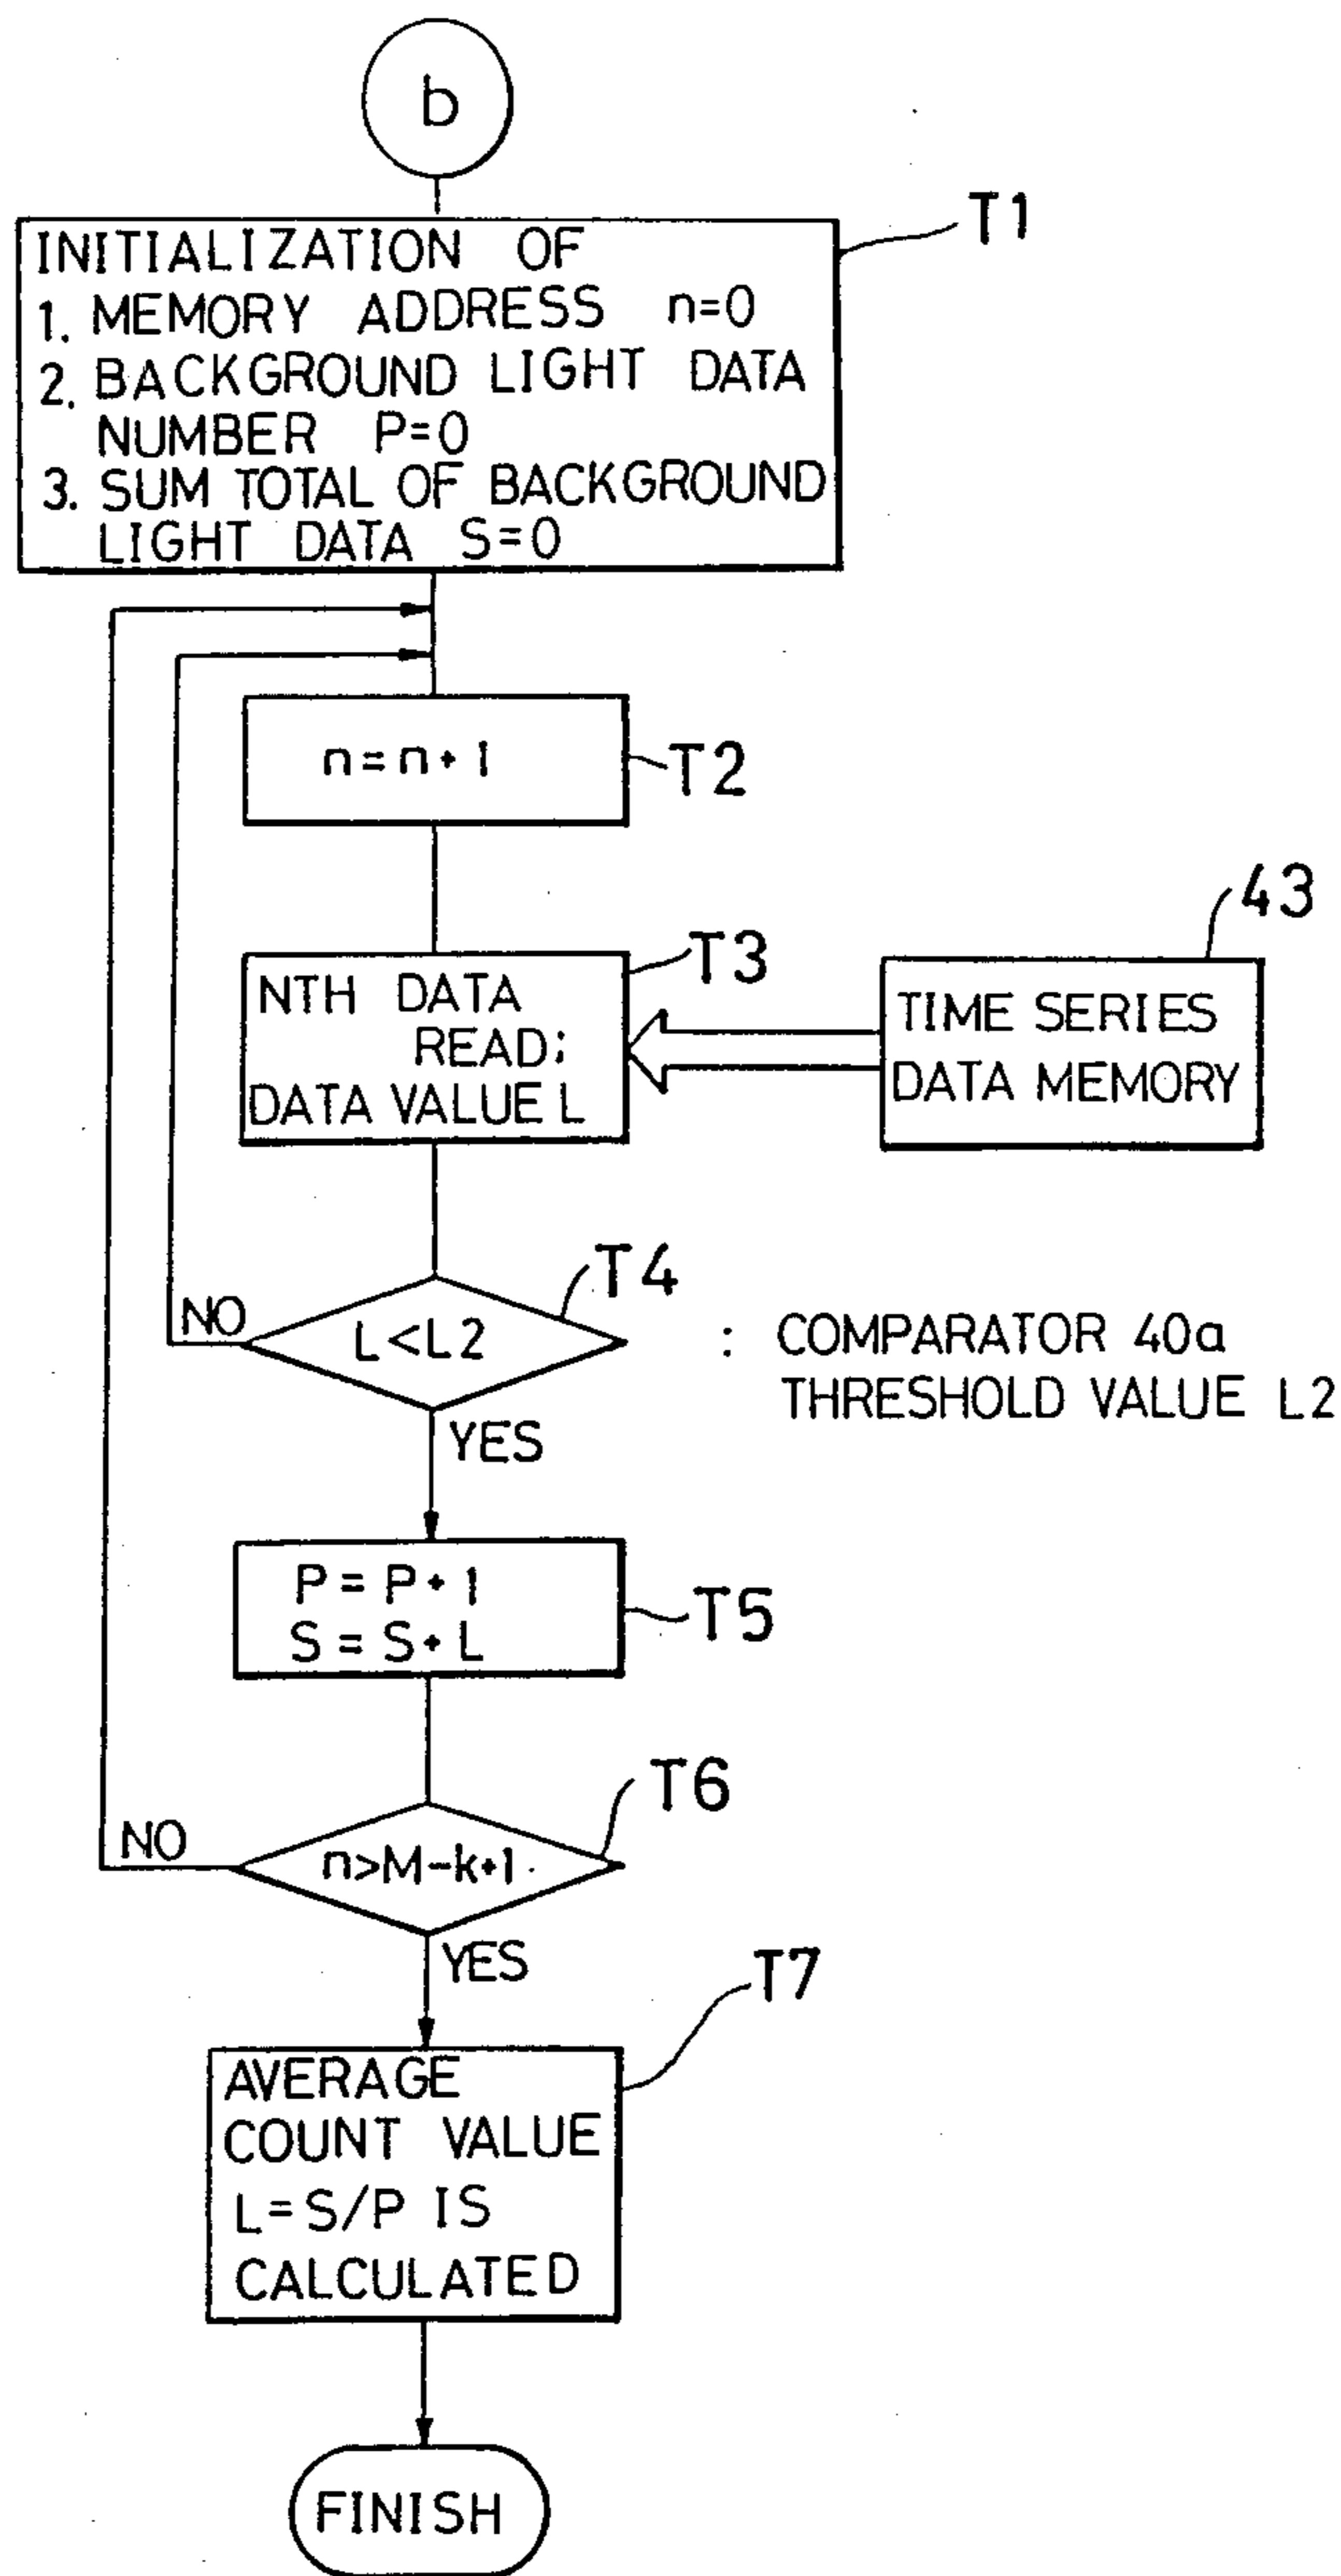 b
T1
INITIALIZATION OF
1. MEMORY ADDRESS n=0
2. BACKGROUND LIGHT DATA
NUMBER P=0
3. SUM TOTAL OF BACKGROUND
LIGHT DATA S=0
n=n+1
T2
43
T3
NTH DATA
READ;
DATA VALUE L
TIME SERIES
DATA MEMORY
T4
NO
L<L2
: COMPARATOR 40a
THRESHOLD VALUE L2
YES
P=P+1
S=S+L
T5
T6
NO
n>M-k+1
YES
T7
AVERAGE
COUNT VALUE
L=S/P IS
CALCULATED
FINISH